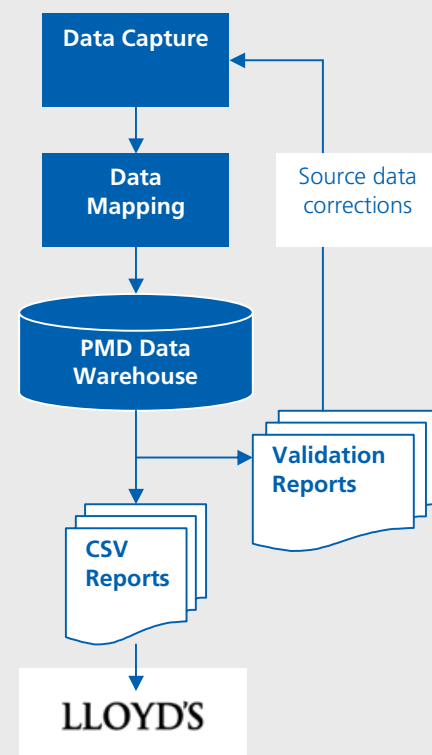 Data Capture
Data
Mapping
Source data
corrections
PMD Data
Warehouse
Validation
Reports
CSV
Reports
LLOYD'S